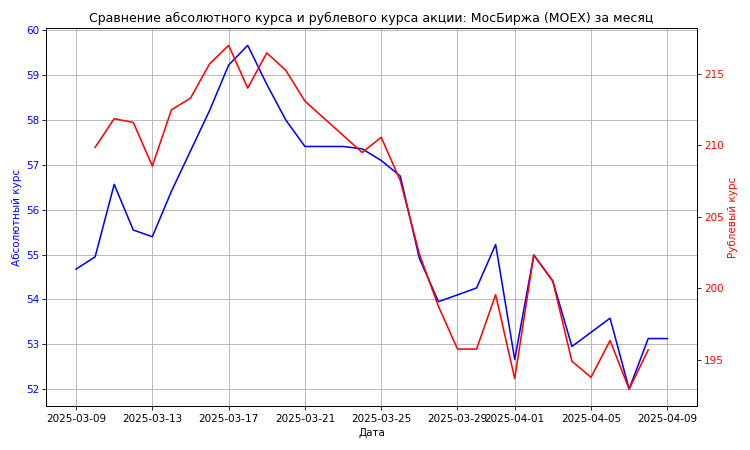 Сравнение абсолютного курса и рублевого курса акции: МосБиржа (MOEX) за месяц
60
59
58
57
56
55
54
53
52
Абсолютный курс
215
210
205
200
195
Рублевый курс
2025-03-09 2025-03-13 2025-03-17 2025-03-21 2025-03-25 2025-03-29 2025-04-01 2025-04-05 2025-04-09
Дата